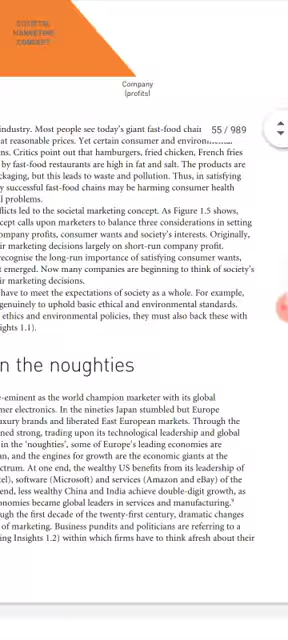 SOCIETAL
MARKETING
CONCEPT
Company
(profits)
55 / 989
industry. Most people see today's giant fast-food chai
at reasonable prices. Yet certain consumer and environ
ns. Critics point out that hamburgers, fried chicken, French fries
by fast-food restaurants are high in fat and salt. The products are
ckaging, but this leads to waste and pollution. Thus, in satisfying
y successful fast-food chains may be harming consumer health
l problems.
flicts led to the societal marketing concept. As Figure 1.5 shows,
cept calls upon marketers to balance three considerations in setting
ompany profits, consumer wants and society's interests. Originally,
ir marketing decisions largely on short-run company profit.
recognise the long-run importance of satisfying consumer wants,
t emerged. Now many companies are beginning to think of society's
eir marketing decisions.
have to meet the expectations of society as a whole. For example,
genuinely to uphold basic ethical and environmental standards.
ethics and environmental policies, they must also back these with
ights 1.1).
n the noughties
e-eminent as the world champion marketer with its global
mer electronics. In the nineties Japan stumbled but Europe
uxury brands and liberated East European markets. Through the
ned strong, trading upon its technological leadership and global
in the 'noughties', some of Europe's leading economies are
an, and the engines for growth are the economic giants at the
ctrum. At one end, the wealthy US benefits from its leadership of
tel), software (Microsoft) and services (Amazon and eBay) of the
end, less wealthy China and India achieve double-digit growth, as
onomies became global leaders in services and manufacturing.⁹
ugh the first decade of the twenty-first century, dramatic changes
of marketing. Business pundits and politicians are referring to a
ing Insights 1.2) within which firms have to think afresh about their